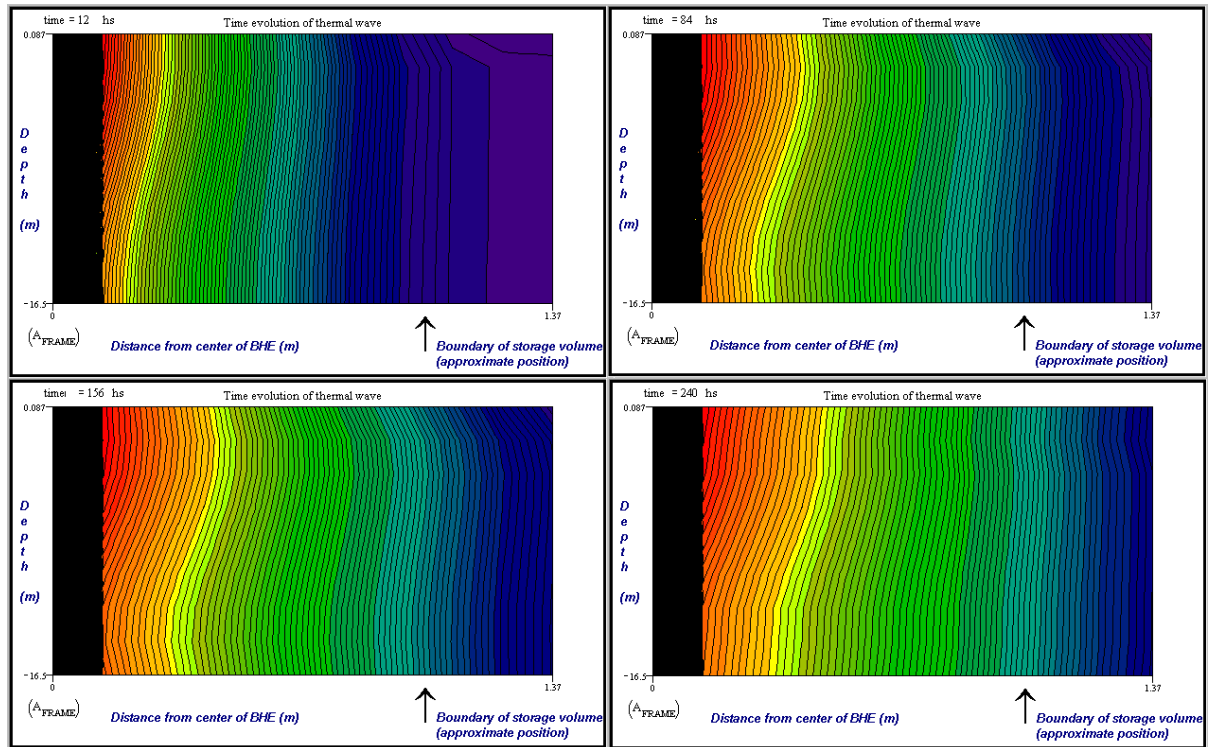 time = 12 hs Time evolution of thermal wave
0.087
D
e
p
t
h
(m)
-16.5
0 1.37
(A_FRAME)
Distance from center of BHE (m) Boundary of storage volume
(approximate position)
time = 84 hs Time evolution of thermal wave
0.087
D
e
p
t
h
(m)
-16.5
0 1.37
(A_FRAME)
Distance from center of BHE (m) Boundary of storage volume
(approximate position)
time = 156 hs Time evolution of thermal wave
0.087
D
e
p
t
h
(m)
-16.5
0 1.37
(A_FRAME)
Distance from center of BHE (m) Boundary of storage volume
(approximate position)
time = 240 hs Time evolution of thermal wave
0.087
D
e
p
t
h
(m)
-16.5
0 1.37
(A_FRAME)
Distance from center of BHE (m) Boundary of storage volume
(approximate position)